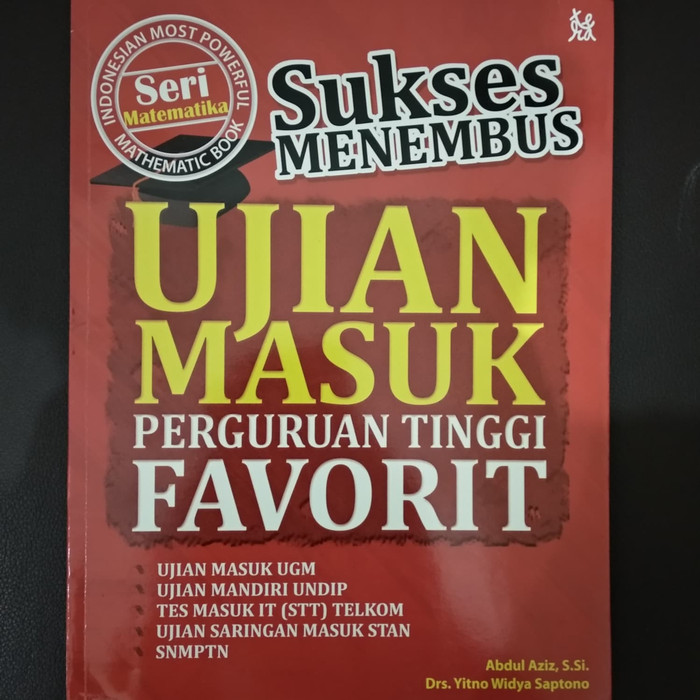 tera
INDONESIAN MOST POWERFUL
Seri
Matematika
MATHEMATIC BOOK
Sukses
MENEMBUS
UJIAN
MASUK
PERGURUAN TINGGI
FAVORIT
UJIAN MASUK UGM
UJIAN MANDIRI UNDIP
TES MASUK IT (STT) TELKOM
UJIAN SARINGAN MASUK STAN
SNMPTN
Abdul Aziz, S.Si.
Drs. Yitno Widya Saptono